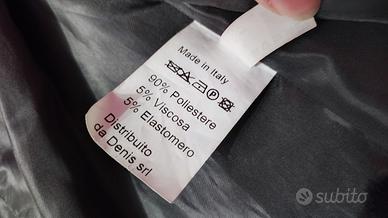 Made in Italy
90% Poliestere
5% Viscosa
5% Elastomero
Distribuito
da Denis srl
subito